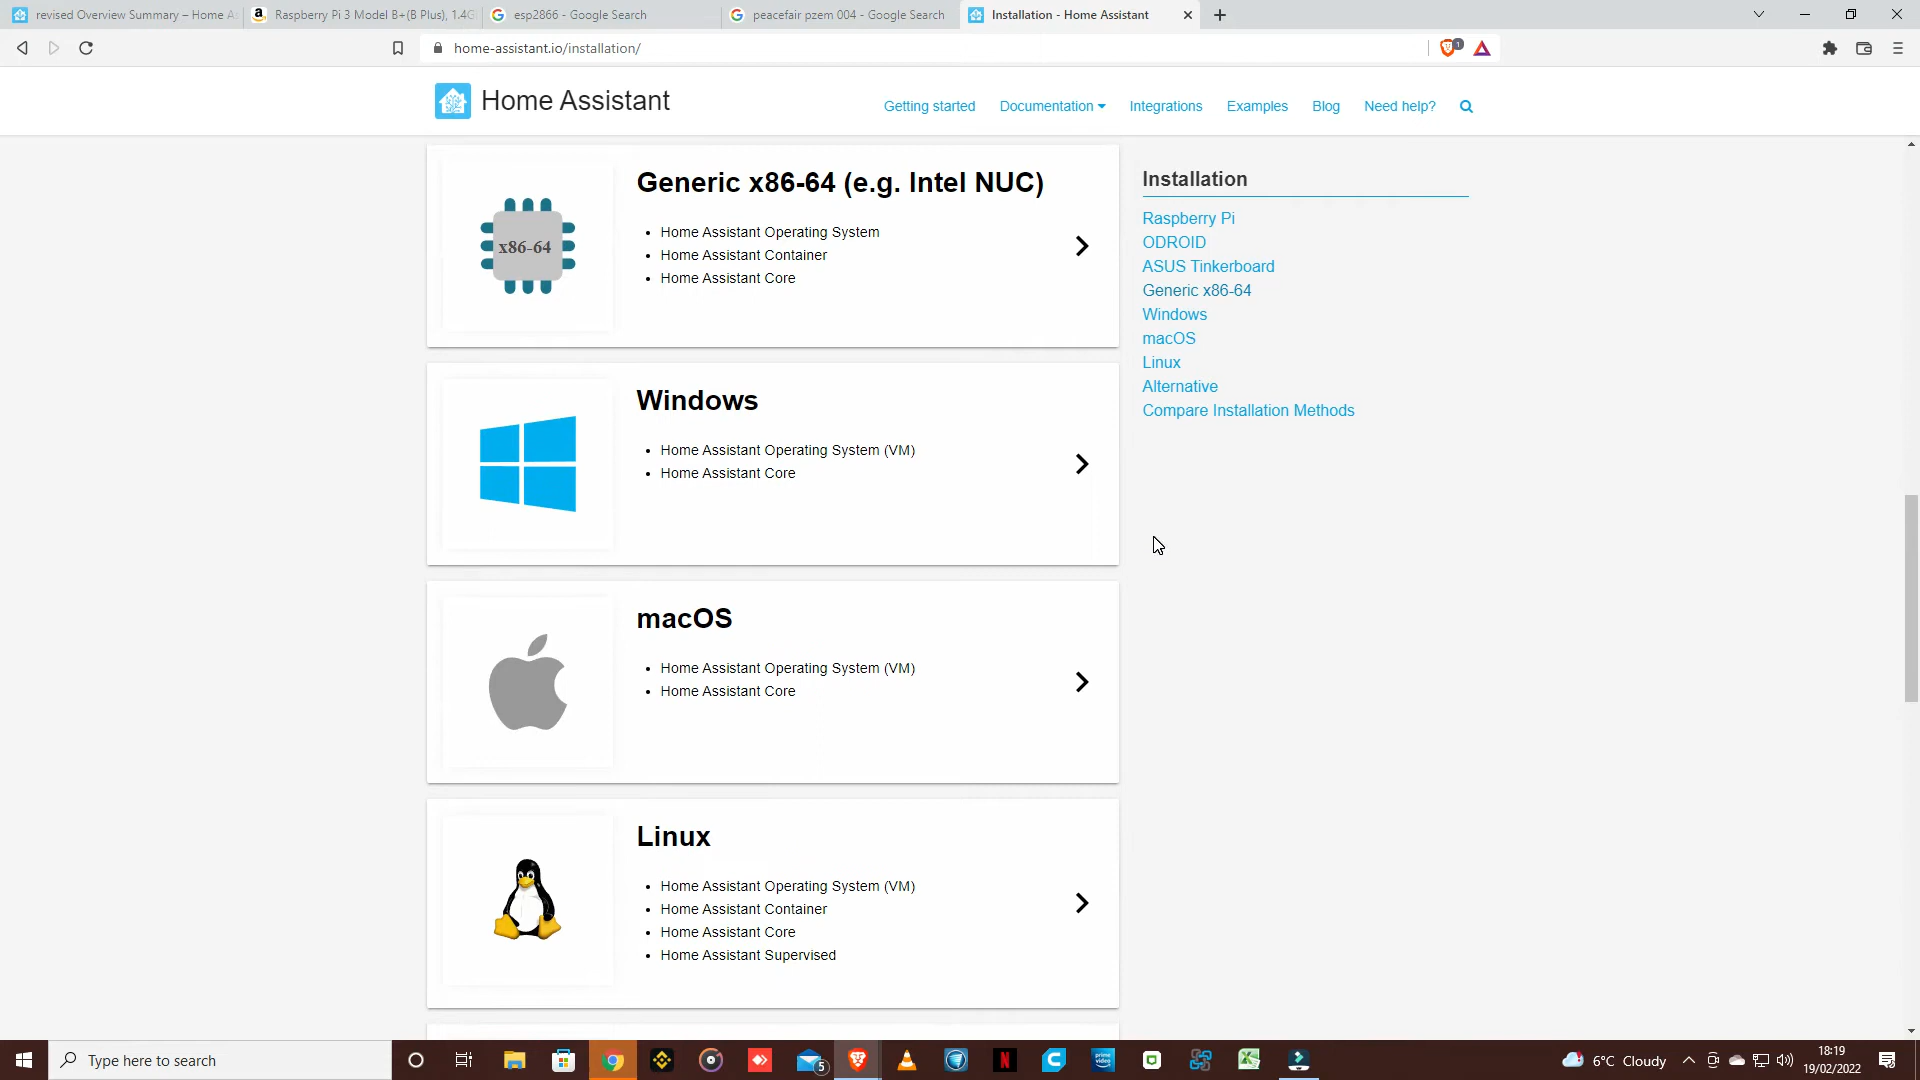 revised Overview Summary – Home A
Raspberry Pi 3 Model B+(B Plus), 1.4G
esp2866 - Google Search
peacefair pzem 004 - Google Search
Installation - Home Assistant
home-assistant.io/installation/
1
Home Assistant
Getting started
Documentation
Integrations
Examples
Blog
Need help?
x86-64
Generic x86-64 (e.g. Intel NUC)
Home Assistant Operating System
Home Assistant Container
Home Assistant Core
Windows
Home Assistant Operating System (VM)
Home Assistant Core
macOS
Home Assistant Operating System (VM)
Home Assistant Core
Linux
Home Assistant Operating System (VM)
Home Assistant Container
Home Assistant Core
Home Assistant Supervised
Installation
Raspberry Pi
ODROID
ASUS Tinkerboard
Generic x86-64
Windows
macOS
Linux
Alternative
Compare Installation Methods
Type here to search
5
prime video
6°C Cloudy
18:19
19/02/2022